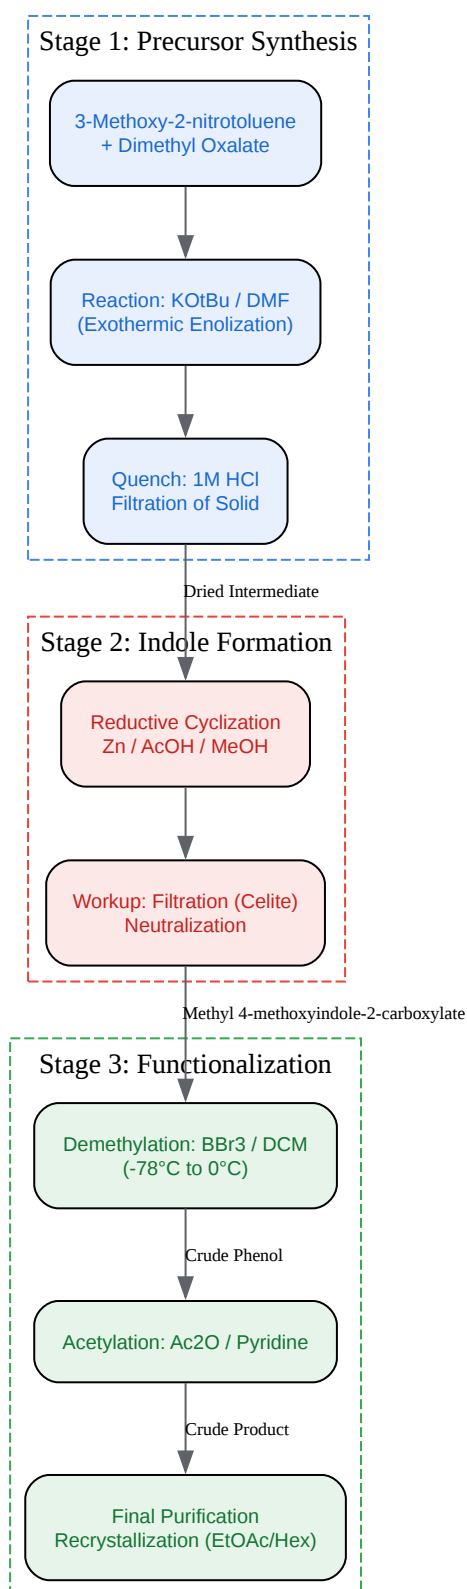 Stage 1: Precursor Synthesis
3-Methoxy-2-nitrotoluene
+ Dimethyl Oxalate
Reaction: KOtBu / DMF
(Exothermic Enolization)
Quench: 1M HCl
Filtration of Solid
Dried Intermediate
Stage 2: Indole Formation
Reductive Cyclization
Zn / AcOH / MeOH
Workup: Filtration (Celite)
Neutralization
Methyl 4-methoxyindole-2-carboxylate
Stage 3: Functionalization
Demethylation: BBr3 / DCM
(-78°C to 0°C)
Crude Phenol
Acetylation: Ac2O / Pyridine
Crude Product
Final Purification
Recrystallization (EtOAc/Hex)